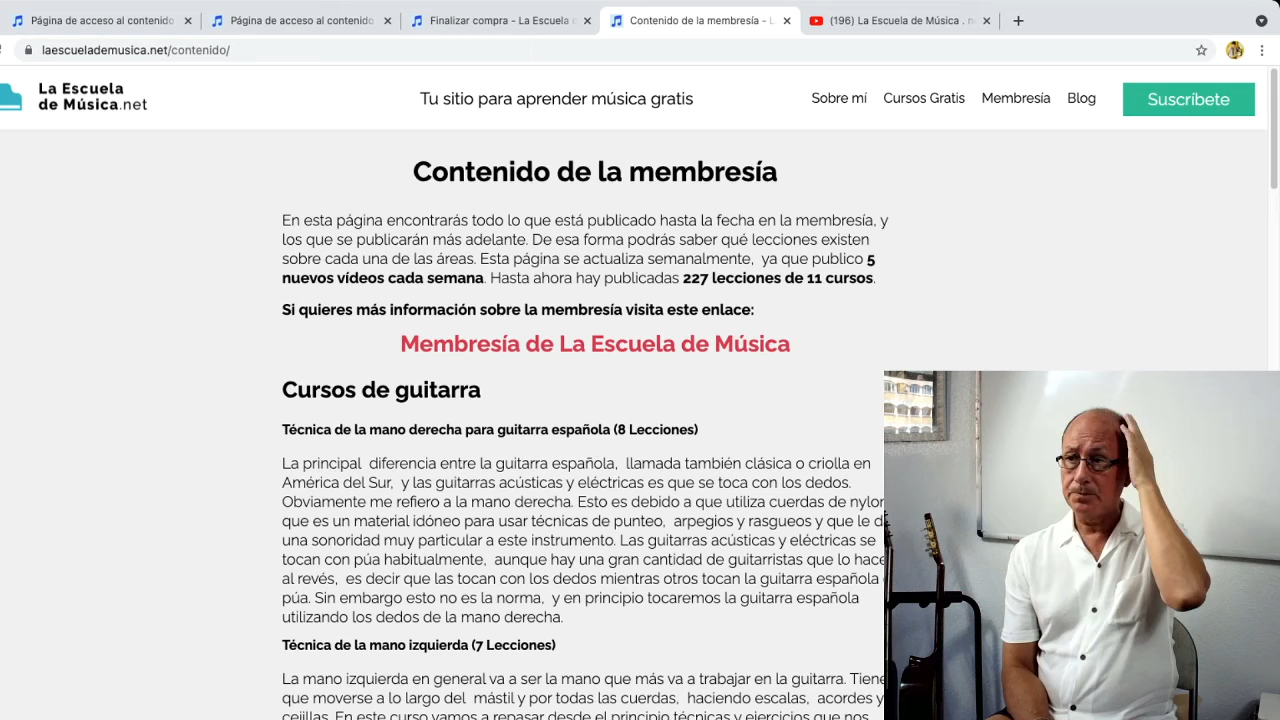 Página de acceso al contenido
Página de acceso al contenido
Finalizar compra - La Escuela
Contenido de la membresía -
(196) La Escuela de Música .
laescuelademusica.net/contenido/
La Escuela
de Música.net
Tu sitio para aprender música gratis
Sobre mí
Cursos Gratis
Membresía
Blog
Suscríbete
Contenido de la membresía
En esta página encontrarás todo lo que está publicado hasta la fecha en la membresía, y
los que se publicarán más adelante. De esa forma podrás saber qué lecciones existen
sobre cada una de las áreas. Esta página se actualiza semanalmente, ya que publico 5
nuevos vídeos cada semana. Hasta ahora hay publicadas 227 lecciones de 11 cursos.
Si quieres más información sobre la membresía visita este enlace:
Membresía de La Escuela de Música
Cursos de guitarra
Técnica de la mano derecha para guitarra española (8 Lecciones)
La principal diferencia entre la guitarra española, llamada también clásica o criolla en
América del Sur, y las guitarras acústicas y eléctricas es que se toca con los dedos.
Obviamente me refiero a la mano derecha. Esto es debido a que utiliza cuerdas de nylon
que es un material idóneo para usar técnicas de punteo, arpegios y rasgueos y que le d
una sonoridad muy particular a este instrumento. Las guitarras acústicas y eléctricas se
tocan con púa habitualmente, aunque hay una gran cantidad de guitarristas que lo hace
al revés, es decir que las tocan con los dedos mientras otros tocan la guitarra española
púa. Sin embargo esto no es la norma, y en principio tocaremos la guitarra española
utilizando los dedos de la mano derecha.
Técnica de la mano izquierda (7 Lecciones)
La mano izquierda en general va a ser la mano que más va a trabajar en la guitarra. Tiene
que moverse a lo largo del mástil y por todas las cuerdas, haciendo escalas, acordes y
cejillas. En este curso vamos a repasar desde el principio técnicas y ejercicios que nos